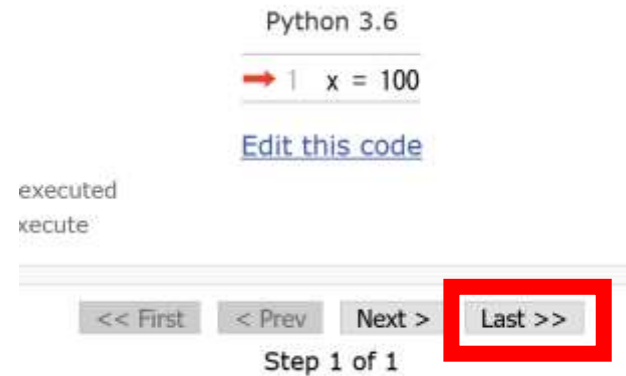 Python 3.6
1 x = 100
Edit this code
executed
xecute
<< First < Prev Next > Last >>
Step 1 of 1